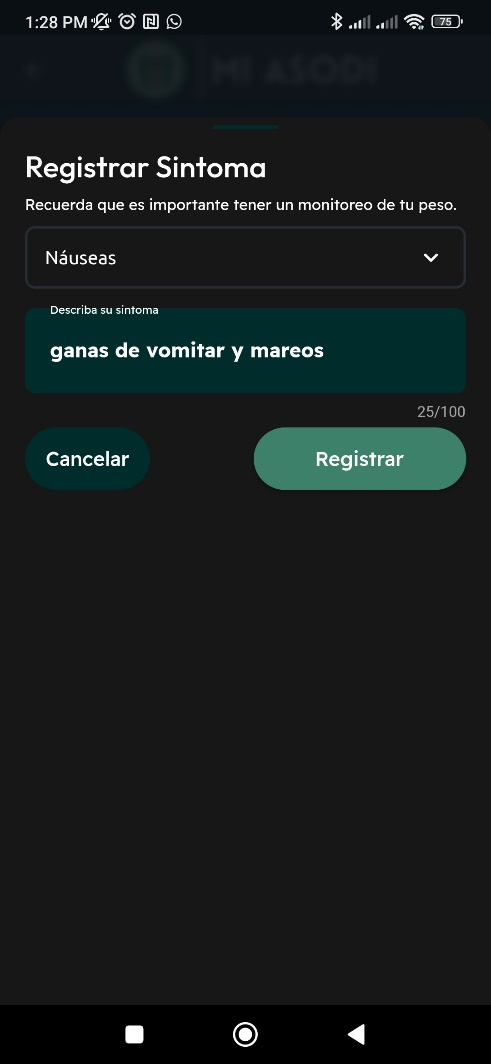 1:28 PM
75
MI ASODI
Registrar Sintoma
Recuerda que es importante tener un monitoreo de tu peso.
Náuseas
Describa su sintoma
ganas de vomitar y mareos
25/100
Cancelar
Registrar